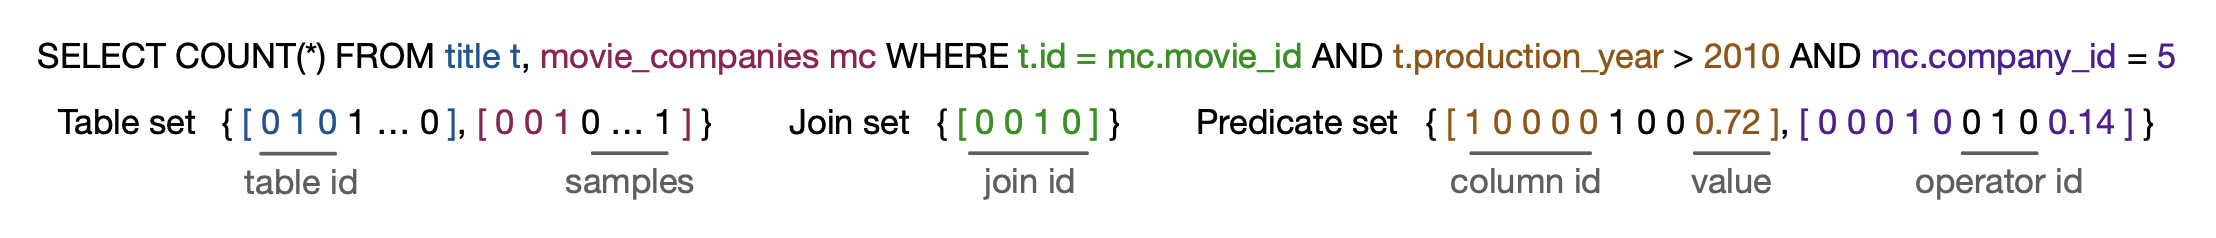 SELECT COUNT(*) FROM title t, movie_companies mc WHERE t.id = mc.movie_id AND t.production_year > 2010 AND mc.company_id = 5
Table set { [ 0 1 0 1 … 0 ], [ 0 0 1 0 … 1 ] } Join set { [ 0 0 1 0 ] } Predicate set { [ 1 0 0 0 0 1 0 0 0.72 ], [ 0 0 0 1 0 0 1 0 0.14 ] }
table id samples join id column id value operator id